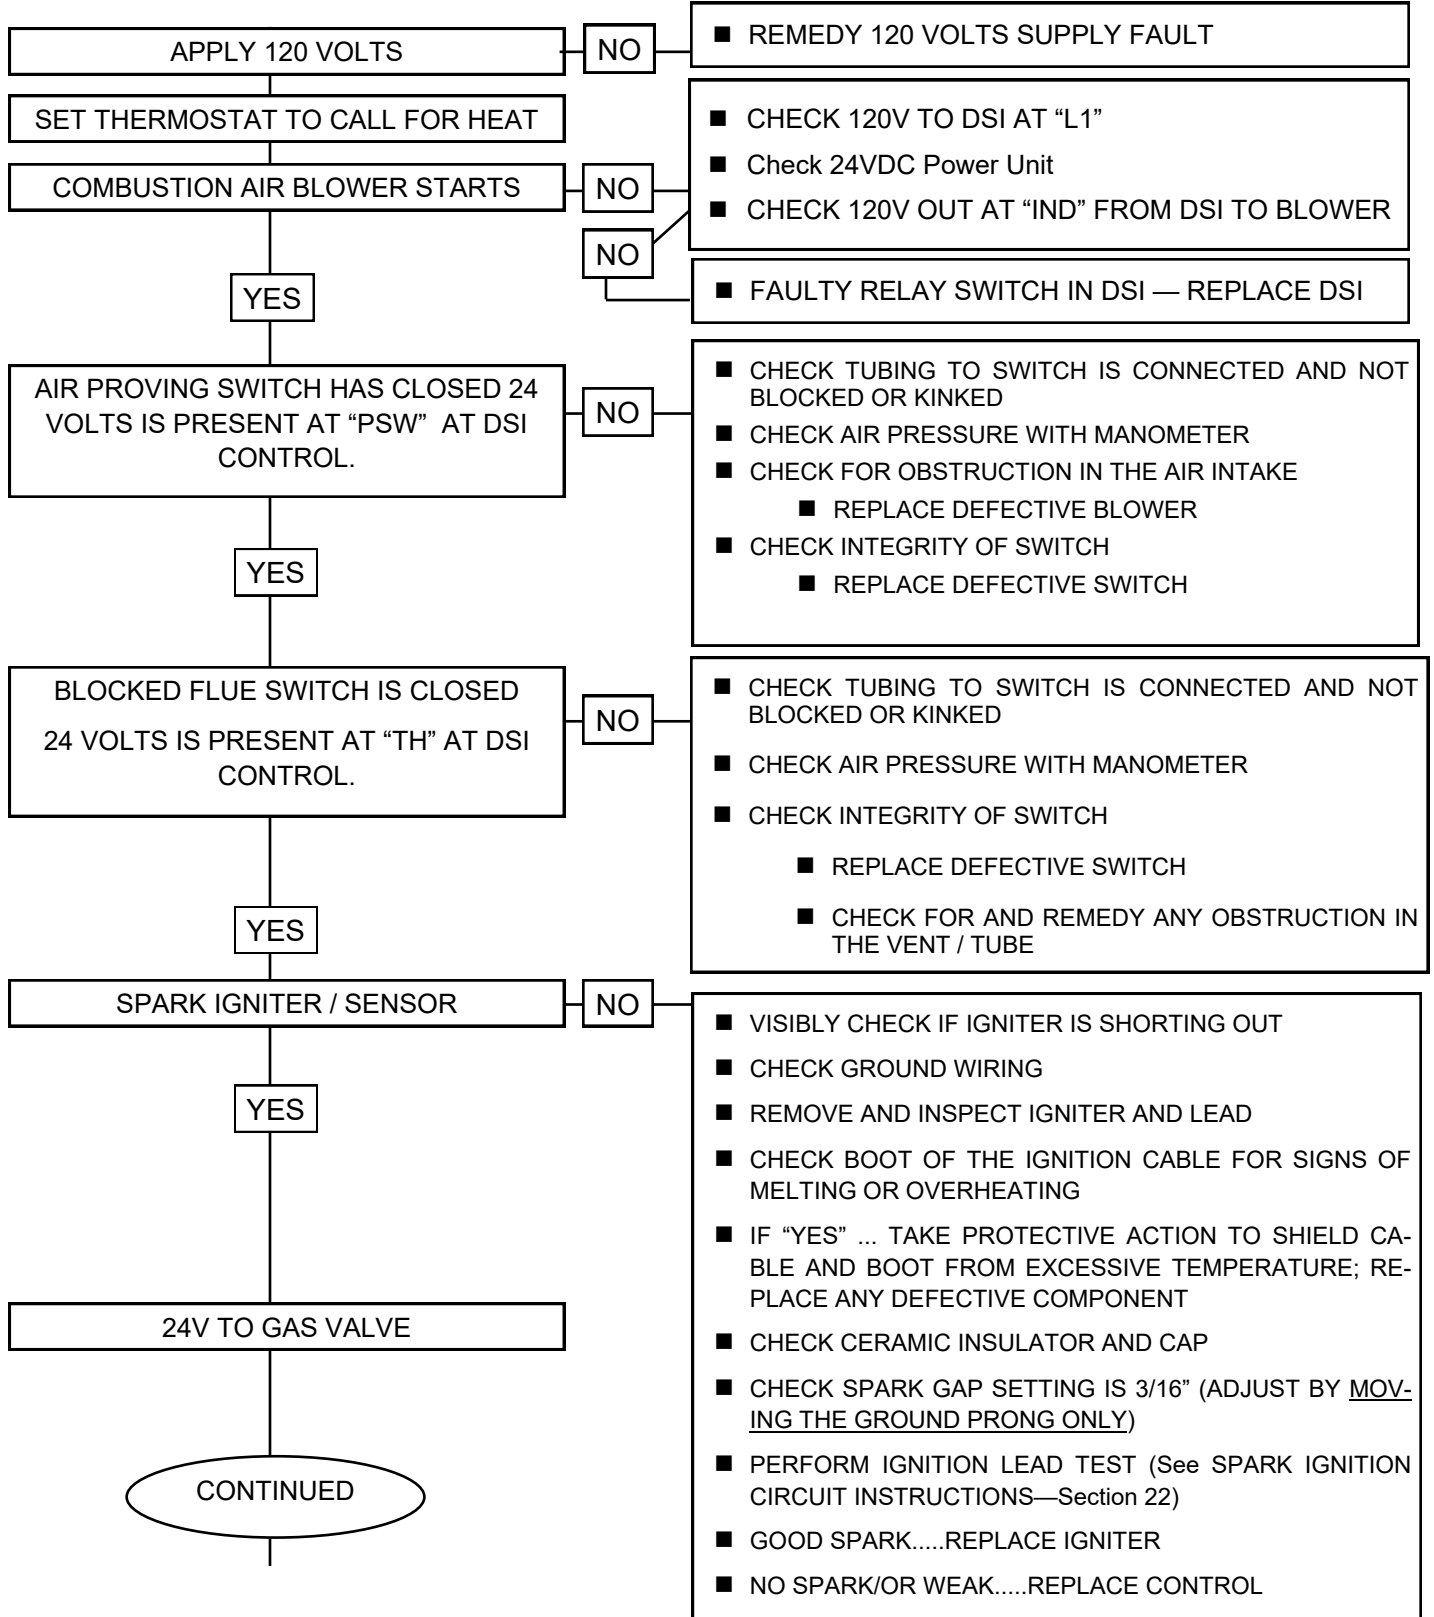 APPLY 120 VOLTS
NO
■ REMEDY 120 VOLTS SUPPLY FAULT
SET THERMOSTAT TO CALL FOR HEAT
COMBUSTION AIR BLOWER STARTS
NO
■ CHECK 120V TO DSI AT “L1”
■ Check 24VDC Power Unit
■ CHECK 120V OUT AT “IND” FROM DSI TO BLOWER
NO
■ FAULTY RELAY SWITCH IN DSI — REPLACE DSI
YES
AIR PROVING SWITCH HAS CLOSED 24
VOLTS IS PRESENT AT “PSW” AT DSI
CONTROL.
NO
■ CHECK TUBING TO SWITCH IS CONNECTED AND NOT
BLOCKED OR KINKED
■ CHECK AIR PRESSURE WITH MANOMETER
■ CHECK FOR OBSTRUCTION IN THE AIR INTAKE
■ REPLACE DEFECTIVE BLOWER
■ CHECK INTEGRITY OF SWITCH
■ REPLACE DEFECTIVE SWITCH
YES
BLOCKED FLUE SWITCH IS CLOSED
24 VOLTS IS PRESENT AT “TH” AT DSI
CONTROL.
NO
■ CHECK TUBING TO SWITCH IS CONNECTED AND NOT
BLOCKED OR KINKED
■ CHECK AIR PRESSURE WITH MANOMETER
■ CHECK INTEGRITY OF SWITCH
■ REPLACE DEFECTIVE SWITCH
■ CHECK FOR AND REMEDY ANY OBSTRUCTION IN
THE VENT / TUBE
YES
SPARK IGNITER / SENSOR
NO
■ VISIBLY CHECK IF IGNITER IS SHORTING OUT
■ CHECK GROUND WIRING
■ REMOVE AND INSPECT IGNITER AND LEAD
■ CHECK BOOT OF THE IGNITION CABLE FOR SIGNS OF
MELTING OR OVERHEATING
■ IF “YES” ... TAKE PROTECTIVE ACTION TO SHIELD CA-
BLE AND BOOT FROM EXCESSIVE TEMPERATURE; RE-
PLACE ANY DEFECTIVE COMPONENT
■ CHECK CERAMIC INSULATOR AND CAP
■ CHECK SPARK GAP SETTING IS 3/16” (ADJUST BY MOV-
ING THE GROUND PRONG ONLY)
■ PERFORM IGNITION LEAD TEST (See SPARK IGNITION
CIRCUIT INSTRUCTIONS—Section 22)
■ GOOD SPARK.....REPLACE IGNITER
■ NO SPARK/OR WEAK.....REPLACE CONTROL
YES
24V TO GAS VALVE
CONTINUED